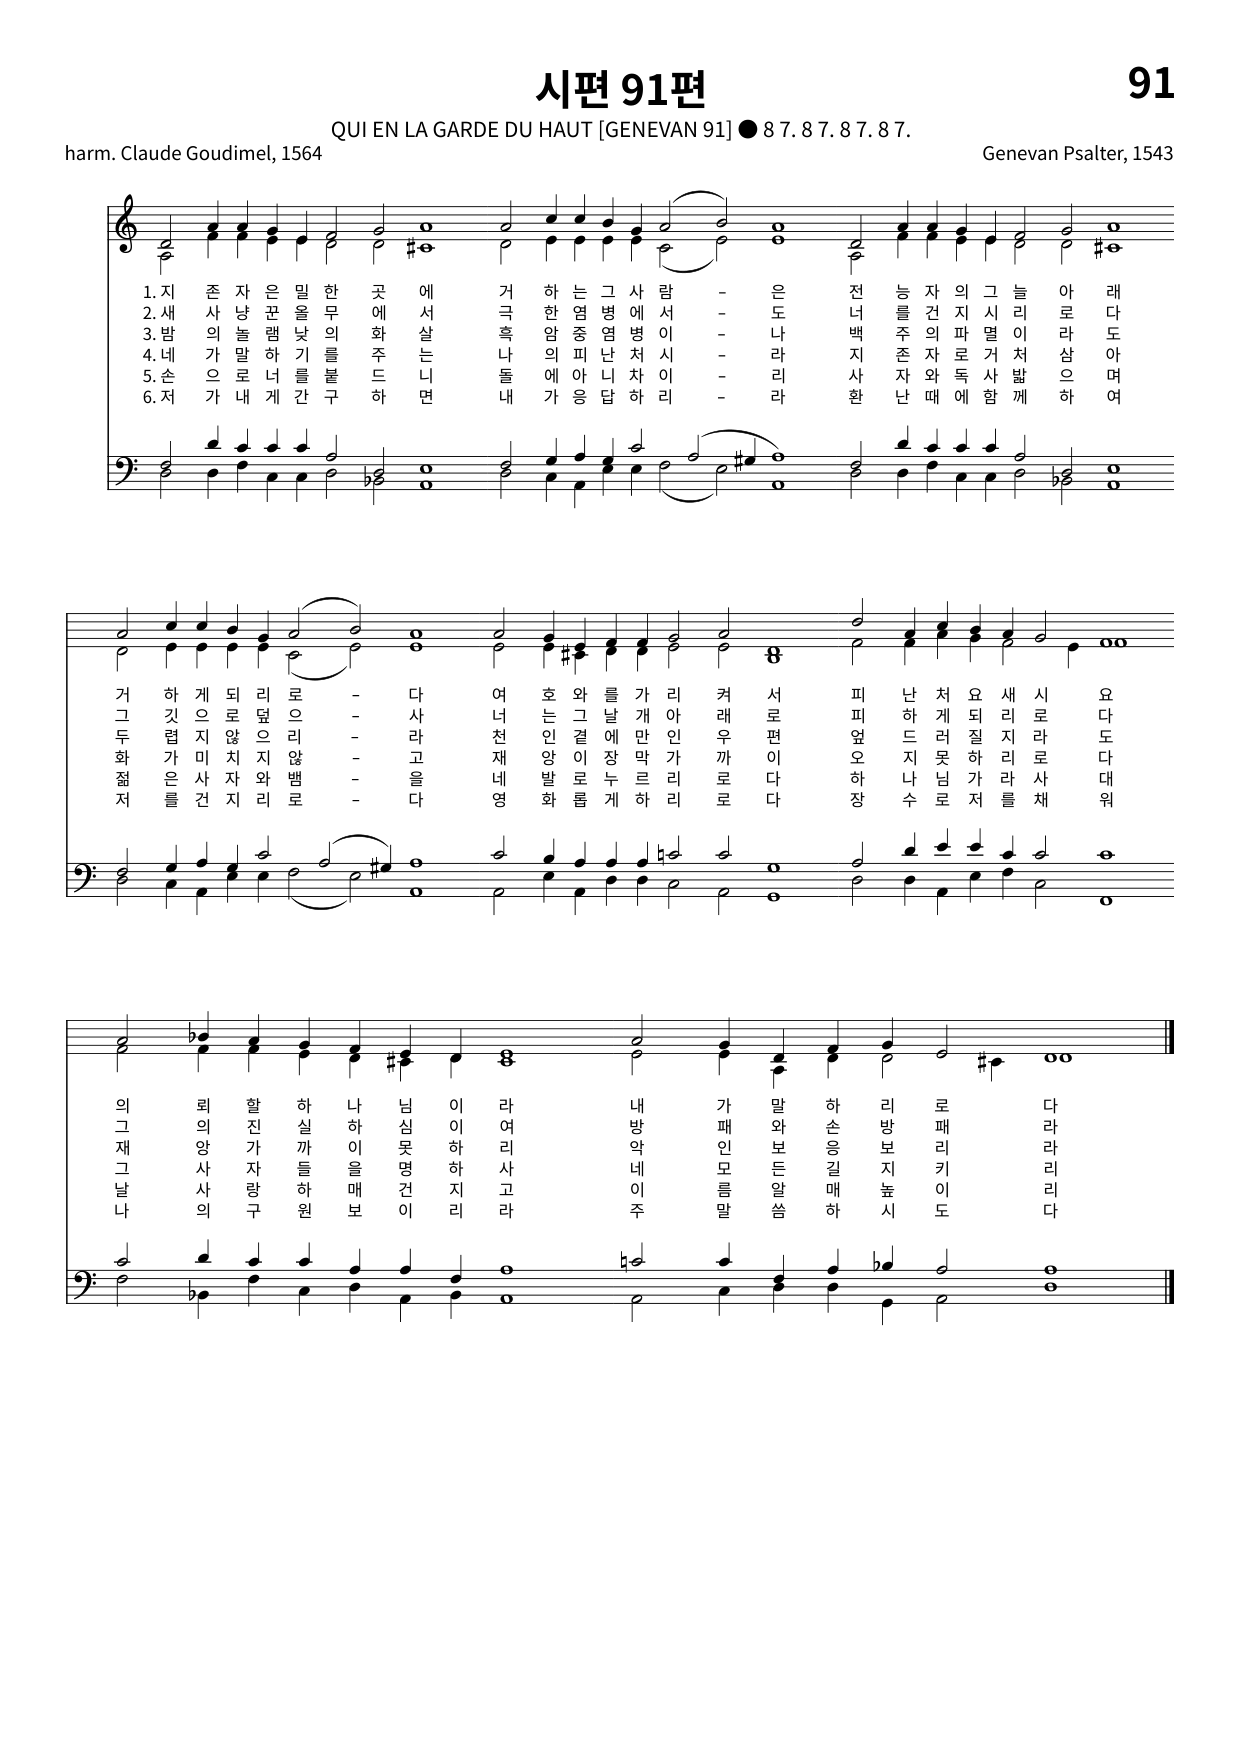 시편 91편
91
QUI EN LA GARDE DU HAUT [GENEVAN 91] ● 8 7. 8 7. 8 7. 8 7.
harm. Claude Goudimel, 1564
Genevan Psalter, 1543
1. 지 존 자 은 밀 한 곳 에 거 하 는 그 사 람 – 은 전 능 자 의 그 늘 아 래
2. 새 사 냥 꾼 올 무 에 서 극 한 염 병 에 서 – 도 너 를 건 지 시 리 로 다
3. 밤 의 놀 램 낮 의 화 살 흑 암 중 염 병 이 – 나 백 주 의 파 멸 이 라 도
4. 네 가 말 하 기 를 주 는 나 의 피 난 처 시 – 라 지 존 자 로 거 처 삼 아
5. 손 으 로 너 를 붙 드 니 돌 에 아 니 차 이 – 리 사 자 와 독 사 밟 으 며
6. 저 가 내 게 간 구 하 면 내 가 응 답 하 리 – 라 환 난 때 에 함 께 하 여
거 하 게 되 리 로 – 다 여 호 와 를 가 리 켜 서 피 난 처 요 새 시 요
그 깃 으 로 덮 으 – 사 너 는 그 날 개 아 래 로 피 하 게 되 리 로 다
두 렵 지 않 으 리 – 라 천 인 곁 에 만 인 우 편 엎 드 러 질 지 라 도
화 가 미 치 지 않 – 고 재 앙 이 장 막 가 까 이 오 지 못 하 리 로 다
젊 은 사 자 와 뱀 – 을 네 발 로 누 르 리 로 다 하 나 님 가 라 사 대
저 를 건 지 리 로 – 다 영 화 롭 게 하 리 로 다 장 수 로 저 를 채 워
의 뢰 할 하 나 님 이 라 내 가 말 하 리 로 다
그 의 진 실 하 심 이 여 방 패 와 손 방 패 라
재 앙 가 까 이 못 하 리 악 인 보 응 보 리 라
그 사 자 들 을 명 하 사 네 모 든 길 지 키 리
날 사 랑 하 매 건 지 고 이 름 알 매 높 이 리
나 의 구 원 보 이 리 라 주 말 씀 하 시 도 다